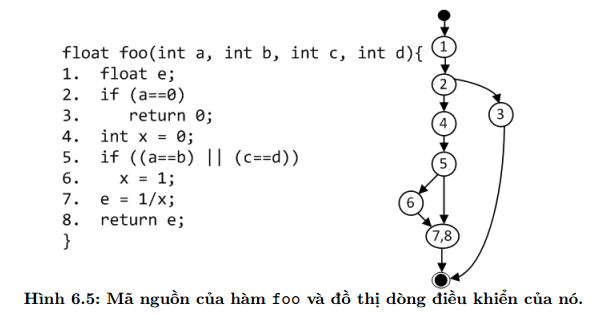 float foo(int a, int b, int c, int d){
1. float e;
2. if (a==0)
3. return 0;
4. int x = 0;
5. if ((a==b) || (c==d))
6. x = 1;
7. e = 1/x;
8. return e;
}
1
2
3
4
5
6
7,8
Hình 6.5: Mã nguồn của hàm foo và đồ thị dòng điều khiển của nó.